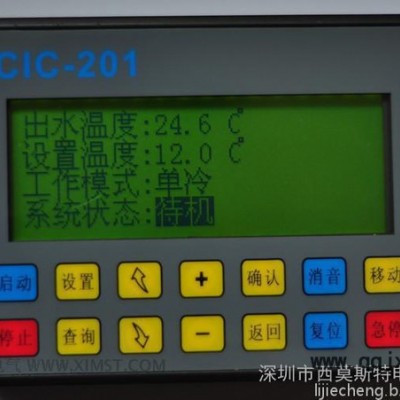 CIC-201
出水温度:24.6 ℃
设置温度:12.0 ℃
工作模式:单冷
系统状态:待机
启动 设置 + 确认 消音 移动
停止 查询 - 返回 复位 急停
气 WWW.XIMST.COM
深圳市西莫斯特电
lijiecheng.b